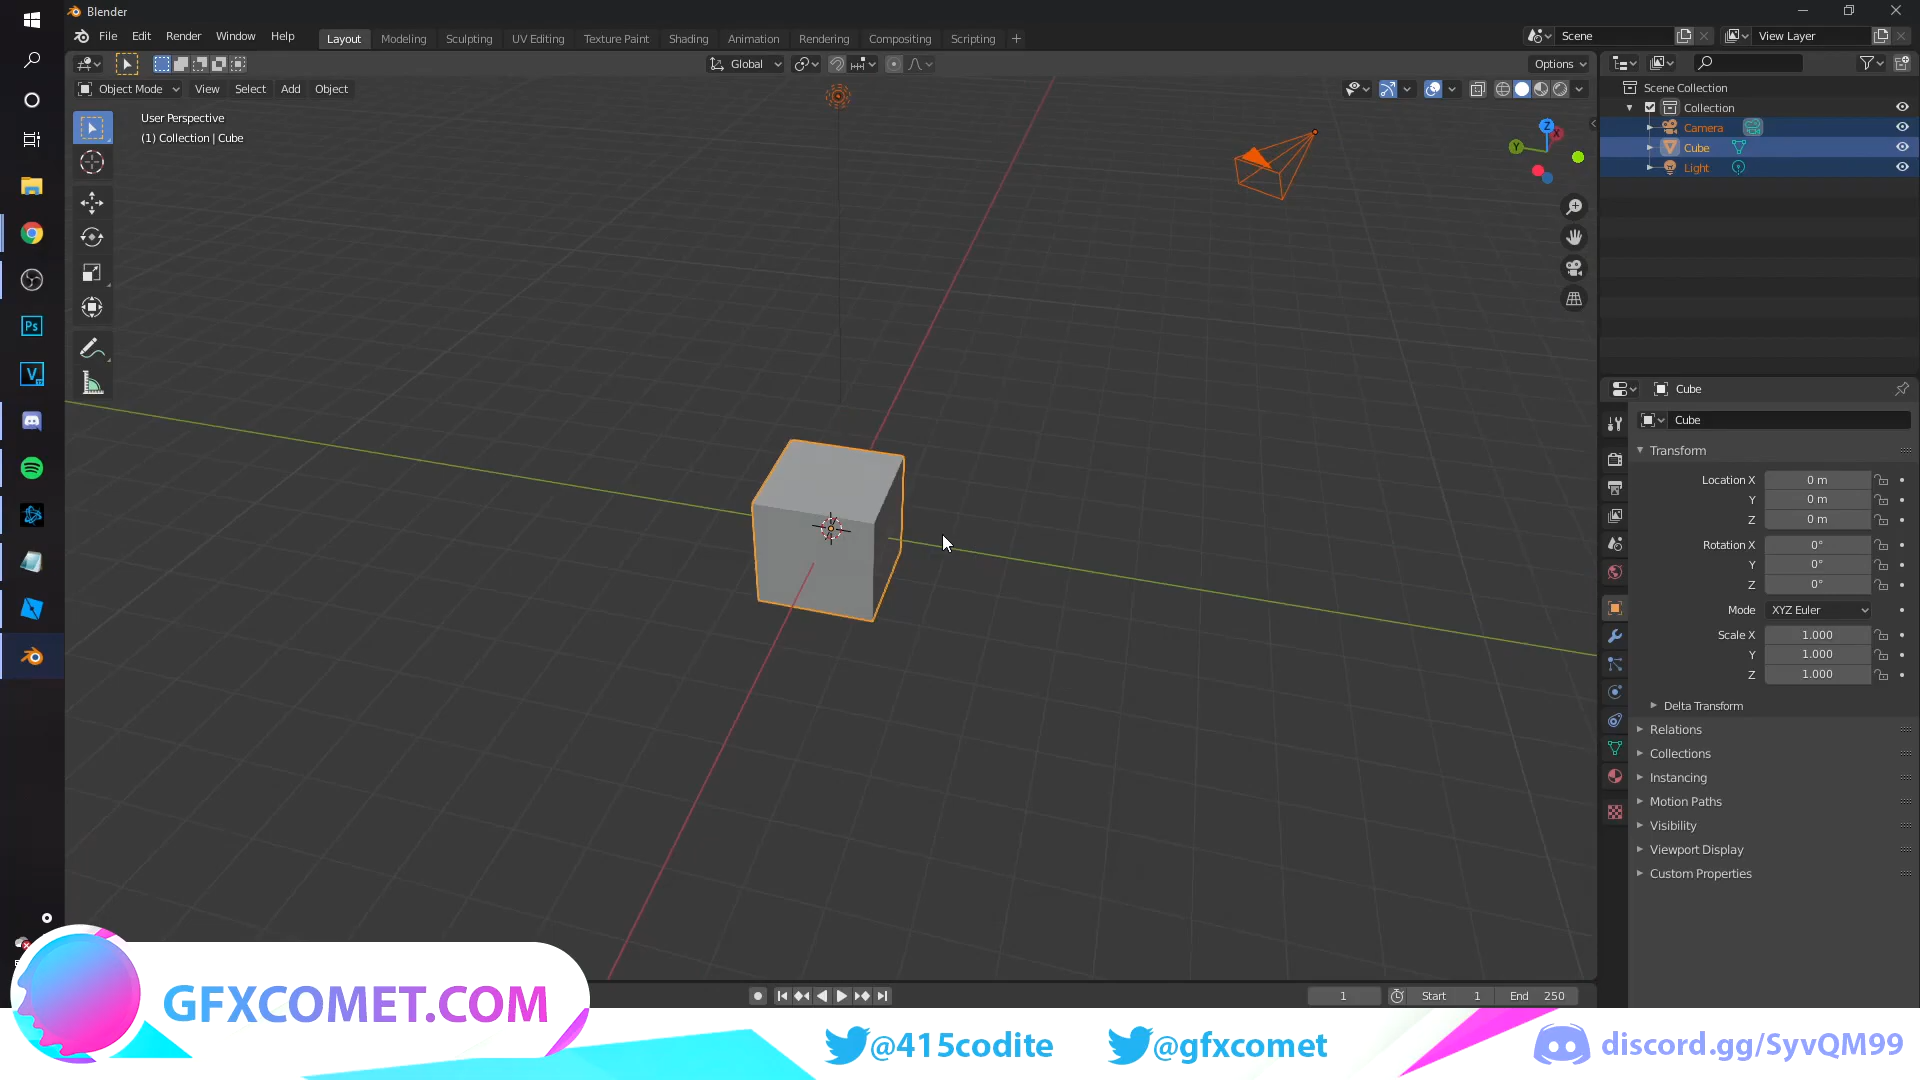 Blender
File Edit Render Window Help
Layout Modeling Sculpting UV Editing Texture Paint Shading Animation Rendering Compositing Scripting +
Scene
View Layer
Global
Options
Object Mode View Select Add Object
User Perspective
(1) Collection | Cube
Z
X
Y
Scene Collection
Collection
Camera
Cube
Light
Cube
Cube
Transform
Location X 0 m
Y 0 m
Z 0 m
Rotation X 0°
Y 0°
Z 0°
Mode XYZ Euler
Scale X 1.000
Y 1.000
Z 1.000
Delta Transform
Relations
Collections
Instancing
Motion Paths
Visibility
Viewport Display
Custom Properties
Ps
V
1
Start 1 End 250
GFXCOMET.COM
@415codite
@gfxcomet
discord.gg/SyvQM99